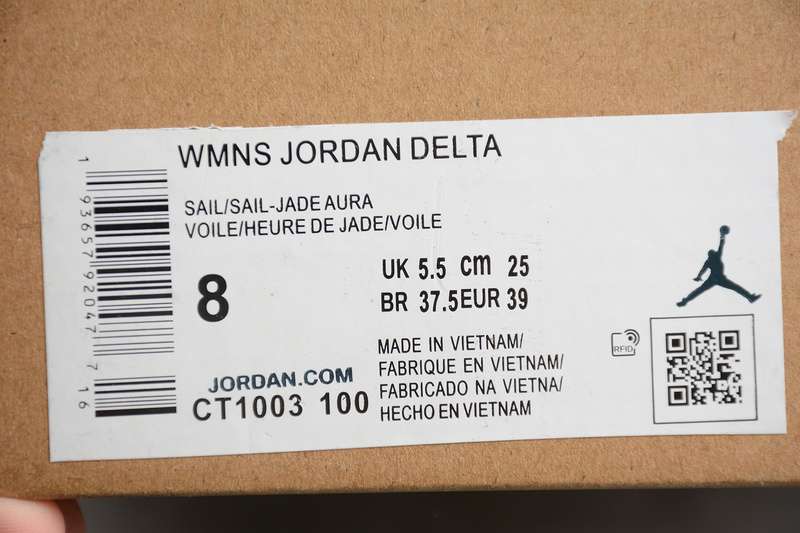 WMNS JORDAN DELTA
SAIL/SAIL-JADE AURA
VOILE/HEURE DE JADE/VOILE
8
UK 5.5 cm 25
BR 37.5 EUR 39
MADE IN VIETNAM/
FABRIQUE EN VIETNAM/
FABRICADO NA VIETNA/
HECHO EN VIETNAM
JORDAN.COM
CT1003 100
RFID
1 93657 92047 7 16